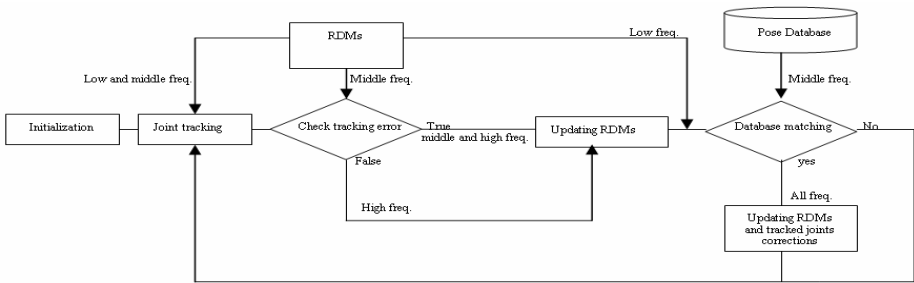 RDMs
Low freq.
Pose Database
Low and middle freq.
Middle freq.
Middle freq.
Initialization
Joint tracking
Check tracking error
True
middle and high freq.
Updating RDMs
Database matching
No
False
yes
High freq.
All freq.
Updating RDMs
and tracked joints
corrections